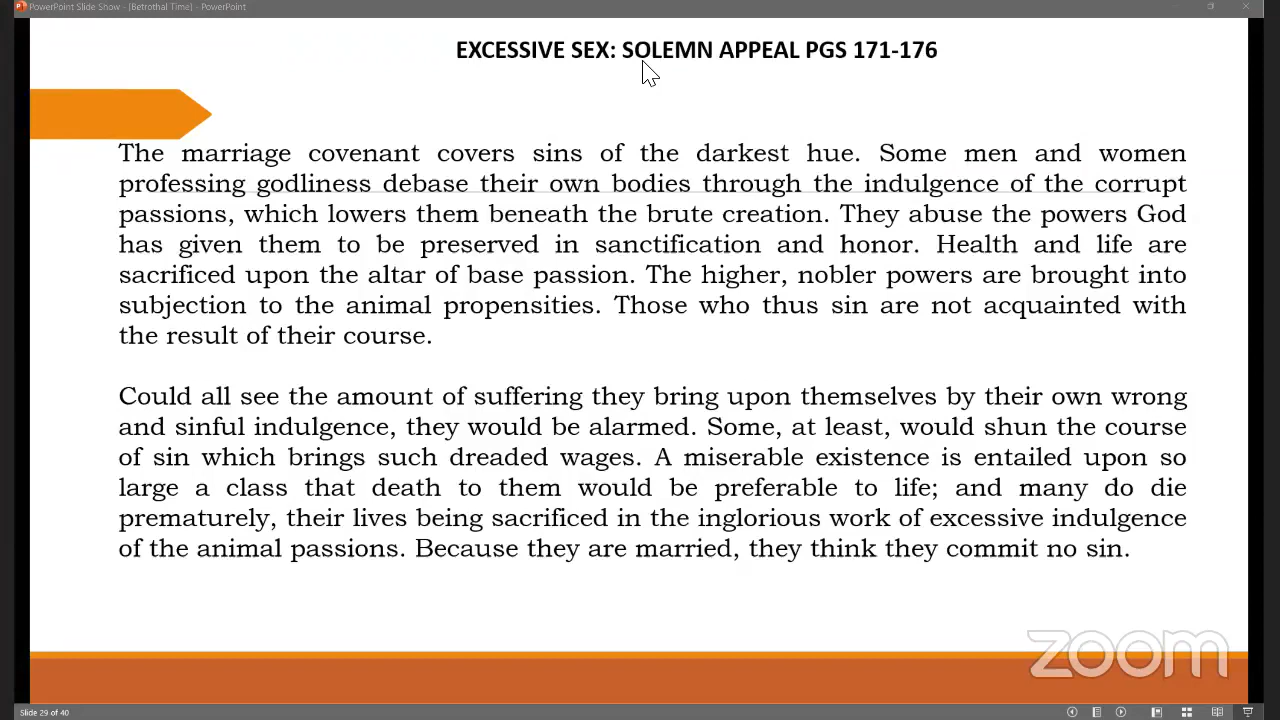 PowerPoint Slide Show - [Betrothal Time] - PowerPoint
EXCESSIVE SEX: SOLEMN APPEAL PGS 171-176
The marriage covenant covers sins of the darkest hue. Some men and women
professing godliness debase their own bodies through the indulgence of the corrupt
passions, which lowers them beneath the brute creation. They abuse the powers God
has given them to be preserved in sanctification and honor. Health and life are
sacrificed upon the altar of base passion. The higher, nobler powers are brought into
subjection to the animal propensities. Those who thus sin are not acquainted with
the result of their course.
Could all see the amount of suffering they bring upon themselves by their own wrong
and sinful indulgence, they would be alarmed. Some, at least, would shun the course
of sin which brings such dreaded wages. A miserable existence is entailed upon so
large a class that death to them would be preferable to life; and many do die
prematurely, their lives being sacrificed in the inglorious work of excessive indulgence
of the animal passions. Because they are married, they think they commit no sin.
zoom
Slide 29 of 40